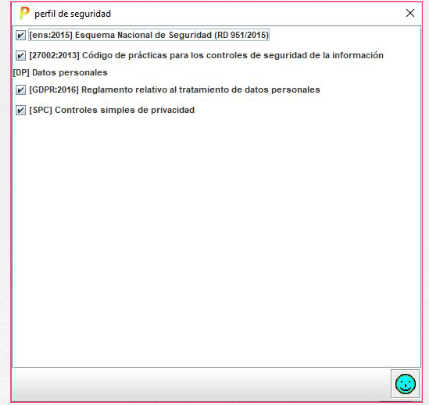 perfil de seguridad
[ens:2015] Esquema Nacional de Seguridad (RD 951/2015)
[27002:2013] Código de prácticas para los controles de seguridad de la información
[DP] Datos personales
[GDPR:2016] Reglamento relativo al tratamiento de datos personales
[SPC] Controles simples de privacidad